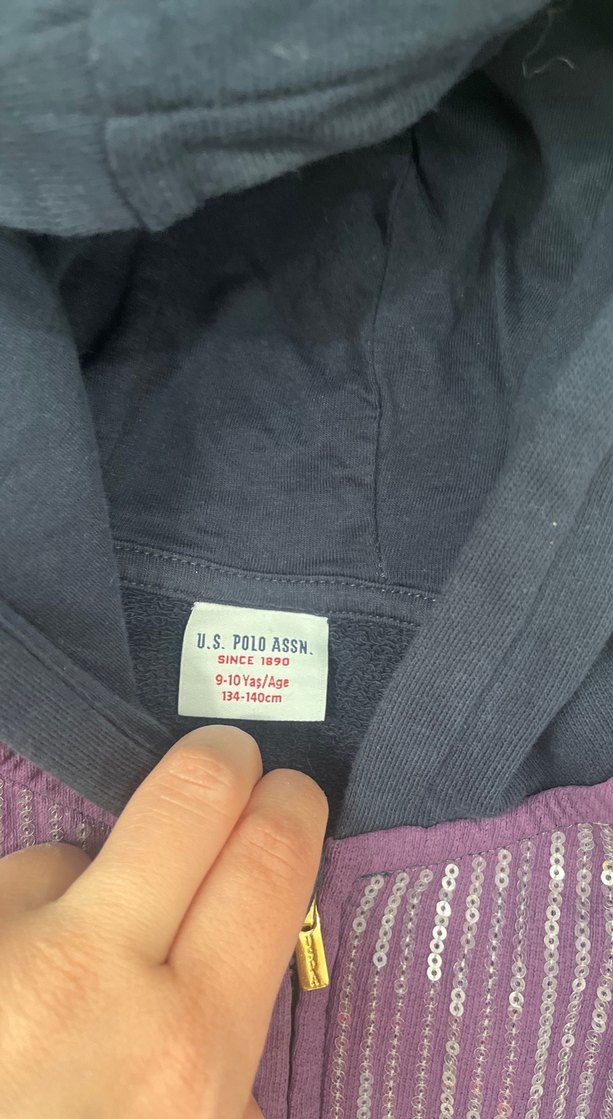 U.S. POLO ASSN.
SINCE 1890
9-10 Yaş/Age
134-140cm